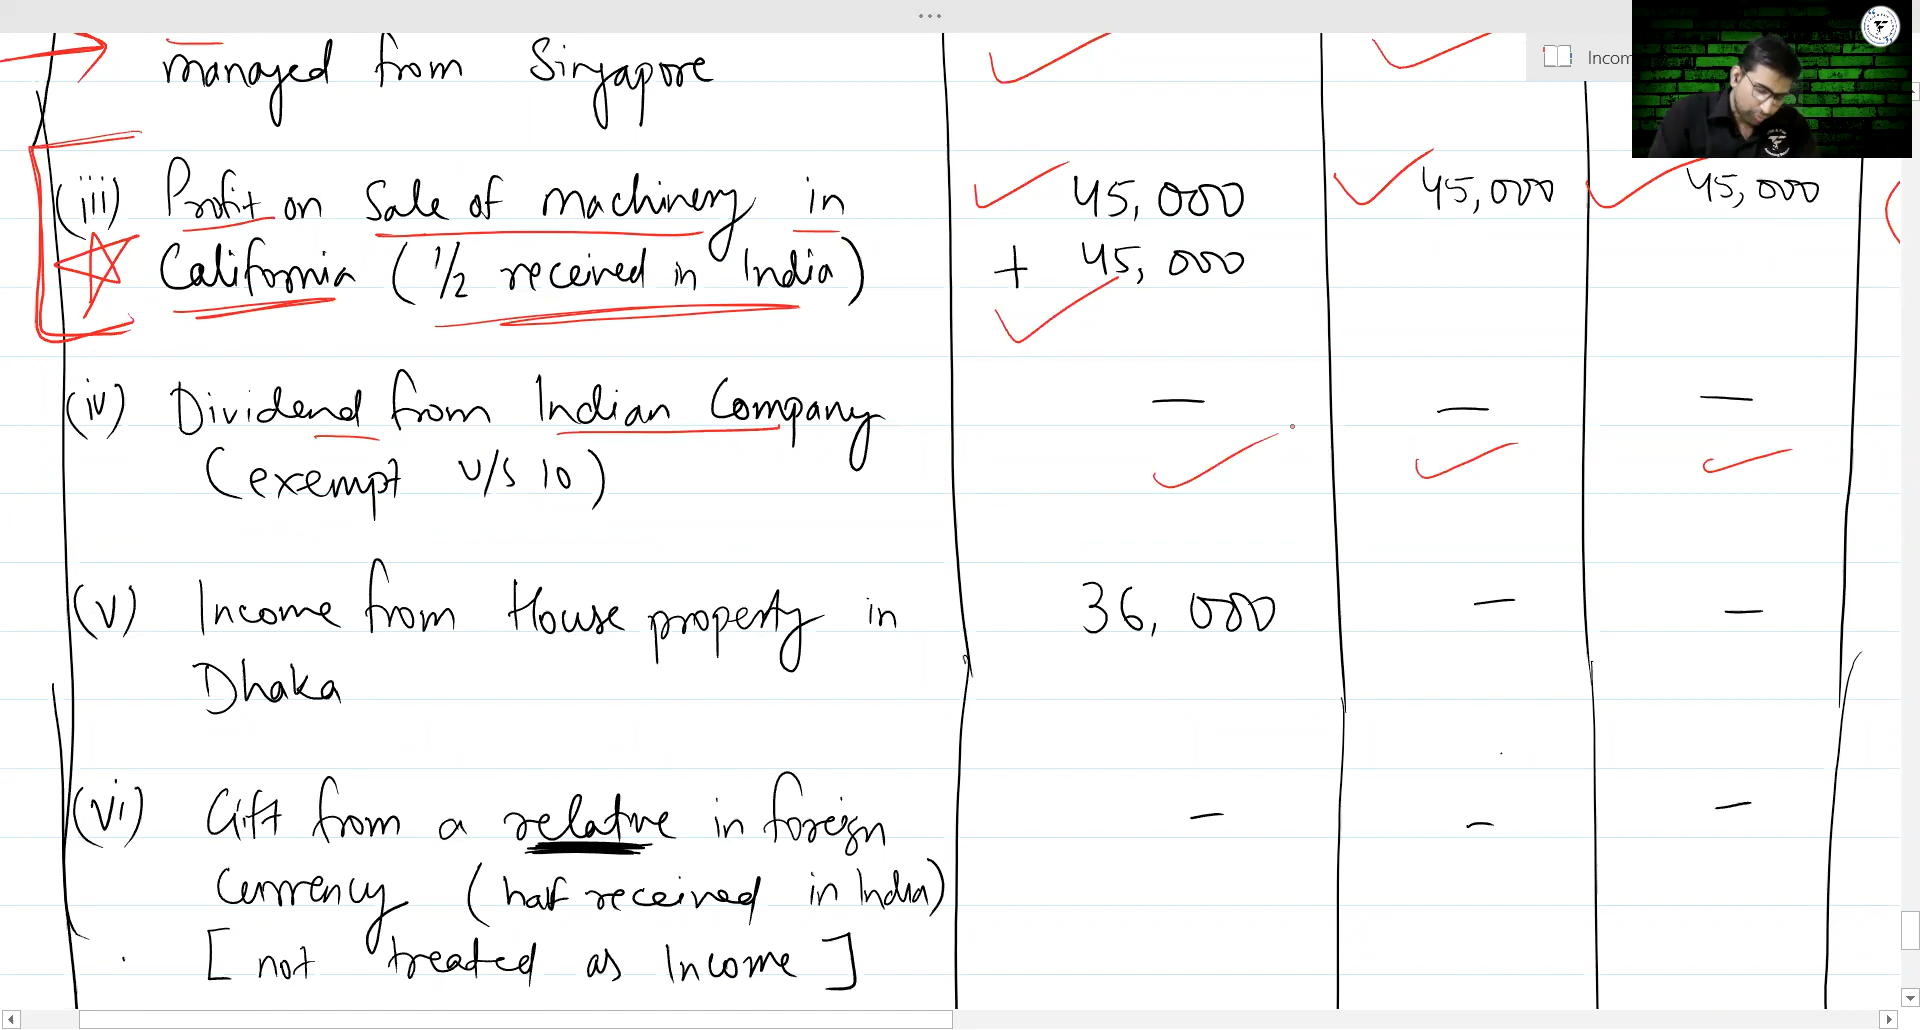 Incom
managed from Singapore
(iii) Profit on Sale of machinery in 45,000 45,000 45,000
California (1/2 received in India) + 45,000
(iv) Dividend from Indian Company — — —
(exempt u/s 10)
(v) Income from House property in 36,000 — —
Dhaka
(vi) Gift from a relative in foreign – – –
Currency (half received in India)
[not treated as Income]